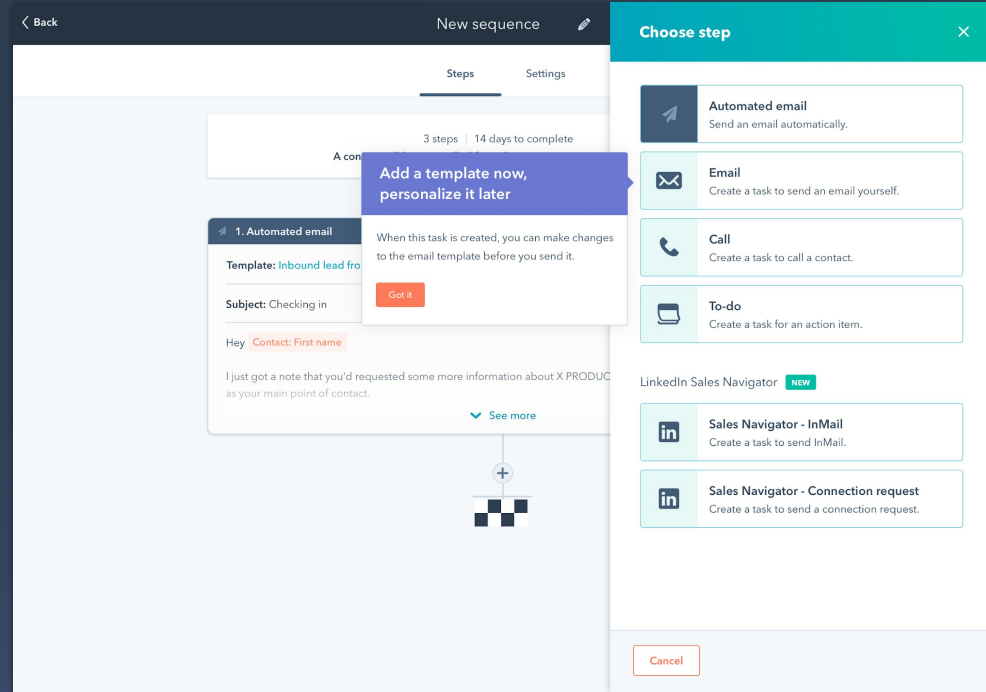 Back
New sequence
Steps
Settings
3 steps | 14 days to complete
A con
1. Automated email
Template: Inbound lead fro
Subject: Checking in
Hey Contact: First name
I just got a note that you'd requested some more information about X PRODUC
as your main point of contact.
See more
Add a template now,
personalize it later
When this task is created, you can make changes
to the email template before you send it.
Got it
Choose step
Automated email
Send an email automatically.
Email
Create a task to send an email yourself.
Call
Create a task to call a contact.
To-do
Create a task for an action item.
LinkedIn Sales Navigator NEW
in
Sales Navigator - InMail
Create a task to send InMail.
in
Sales Navigator - Connection request
Create a task to send a connection request.
Cancel